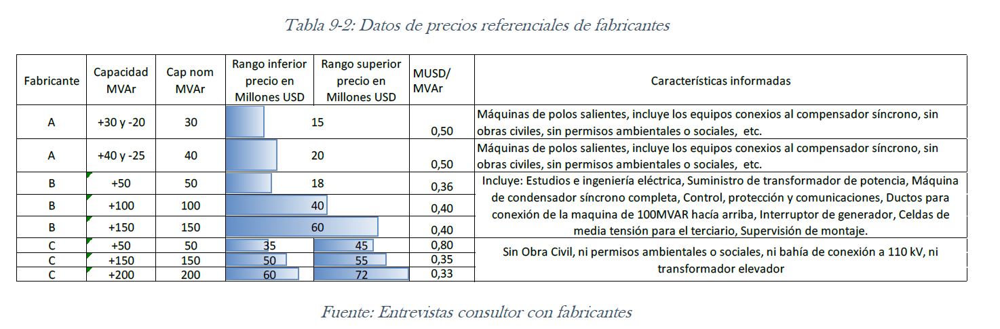 Tabla 9-2: Datos de precios referenciales de fabricantes
Fabricante
Capacidad
MVAr
Cap nom
MVAr
Rango inferior
precio en
Millones USD
Rango superior
precio en
Millones USD
MUSD/
MVAr
Características informadas
A
+30 y -20
30
15
0,50
Máquinas de polos salientes, incluye los equipos conexios al compensador síncrono, sin
obras civiles, sin permisos ambientales o sociales, etc.
A
+40 y -25
40
20
0,50
Máquinas de polos salientes, incluye los equipos conexios al compensador síncrono, sin
obras civiles, sin permisos ambientales o sociales, etc.
B
+50
50
18
0,36
B
+100
100
40
0,40
B
+150
150
60
0,40
Incluye: Estudios e ingeniería eléctrica, Suministro de transformador de potencia, Máquina
de condensador síncrono completa, Control, protección y comunicaciones, Ductos para
conexión de la maquina de 100MVAR hacía arriba, Interruptor de generador, Celdas de
media tensión para el terciario, Supervisión de montaje.
C
+50
50
35
45
0,80
C
+150
150
50
55
0,35
C
+200
200
60
72
0,33
Sin Obra Civil, ni permisos ambientales o sociales, ni bahía de conexión a 110 kV, ni
transformador elevador
Fuente: Entrevistas consultor con fabricantes